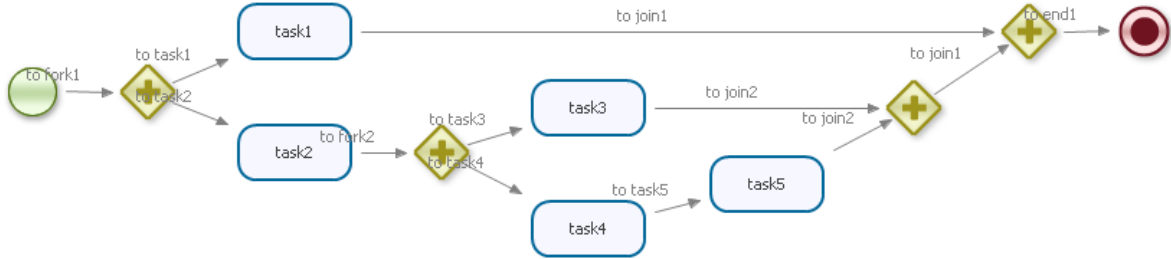 to fork1
to task1
to task2
task1
to join1
task2
to fork2
to task3
to task4
task3
to join2
task4
to task5
task5
to join2
to join1
to end1